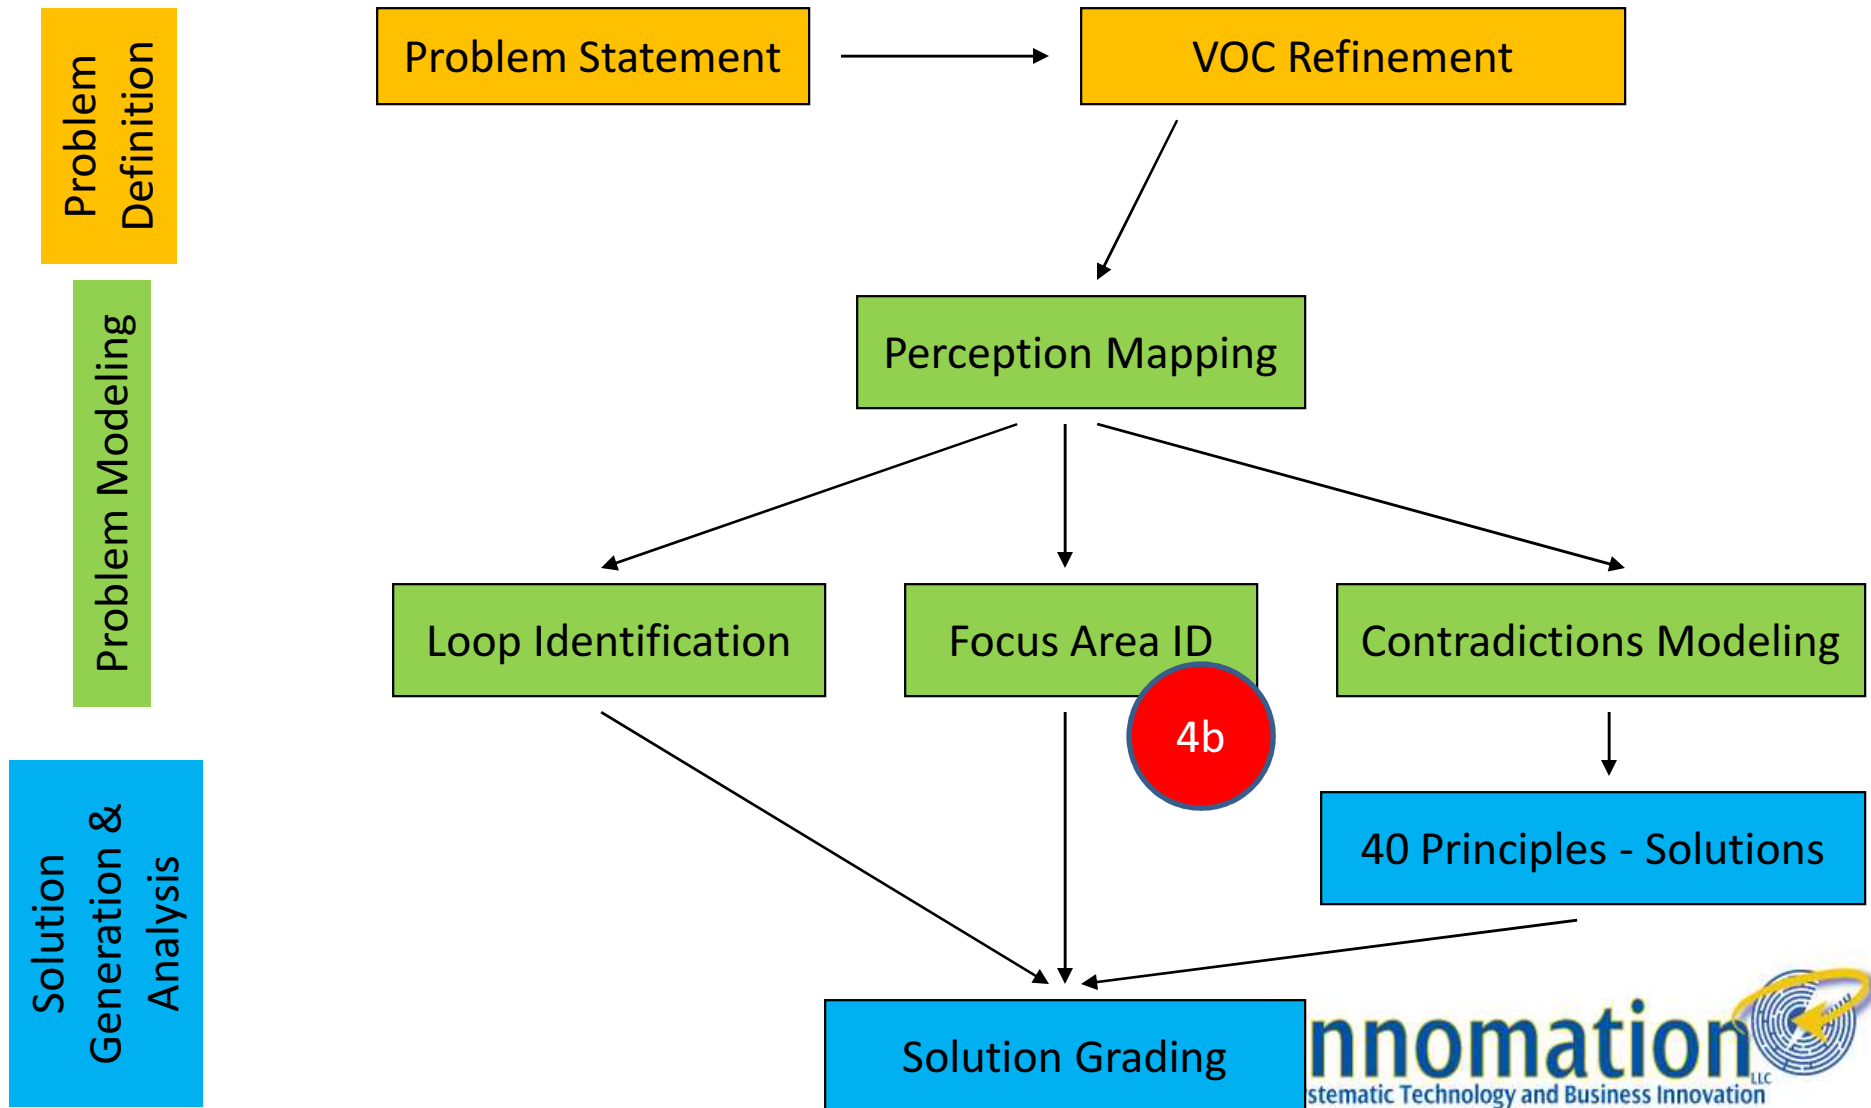 Problem
Definition
Problem Statement
VOC Refinement
Problem Modeling
Perception Mapping
Loop Identification
Focus Area ID
Contradictions Modeling
4b
Solution
Generation &
Analysis
40 Principles - Solutions
Solution Grading
nnomation
LLC
stematic Technology and Business Innovation